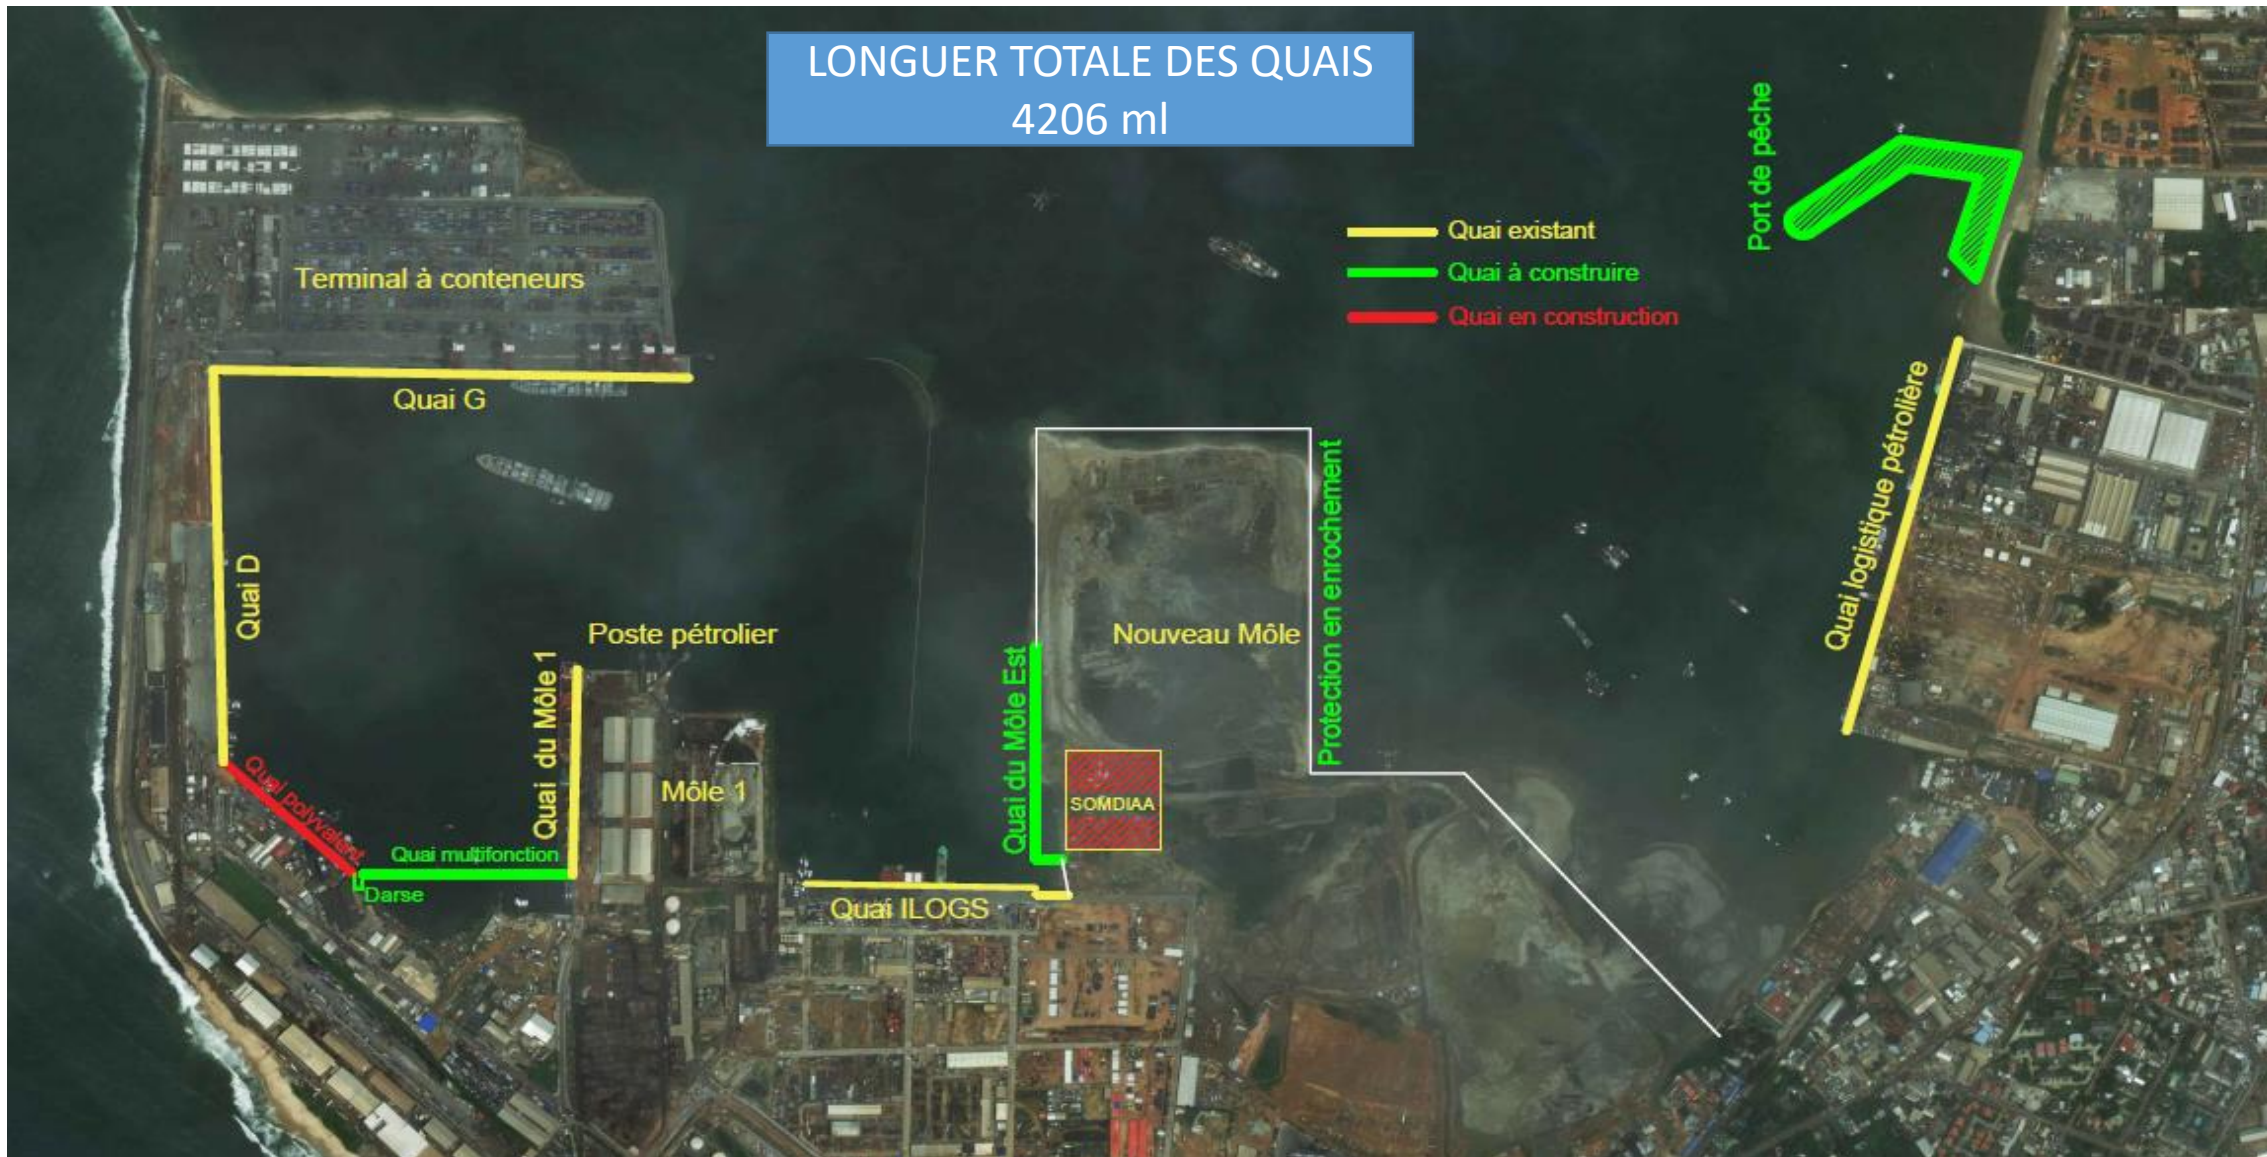 LONGUER TOTALE DES QUAIS
4206 ml
Port de pêche
Quai existant
Quai à construire
Quai en construction
Terminal à conteneurs
Quai G
Quai logistique pétrolière
Protection en enrochement
Quai D
Poste pétrolier
Nouveau Môle
Quai du Môle 1
Quai du Môle Est
Môle 1
SOMDIAA
Quai polyvalent
Quai multifonction
Darse
Quai ILOGS